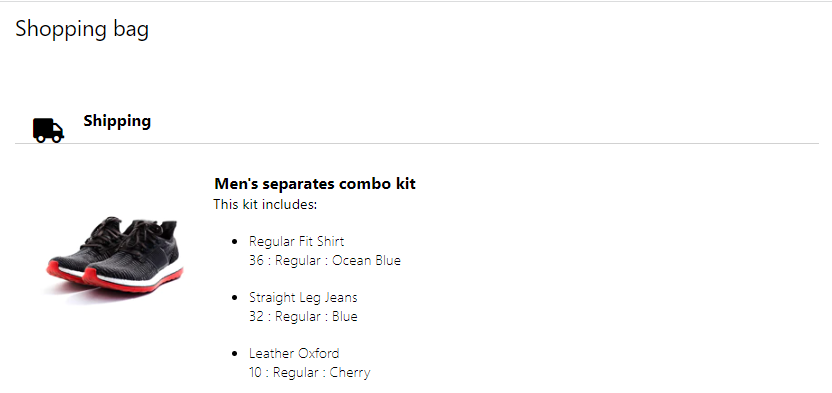 Shopping bag
Shipping
Men's separates combo kit
This kit includes:
Regular Fit Shirt
36 : Regular : Ocean Blue
Straight Leg Jeans
32 : Regular : Blue
Leather Oxford
10 : Regular : Cherry